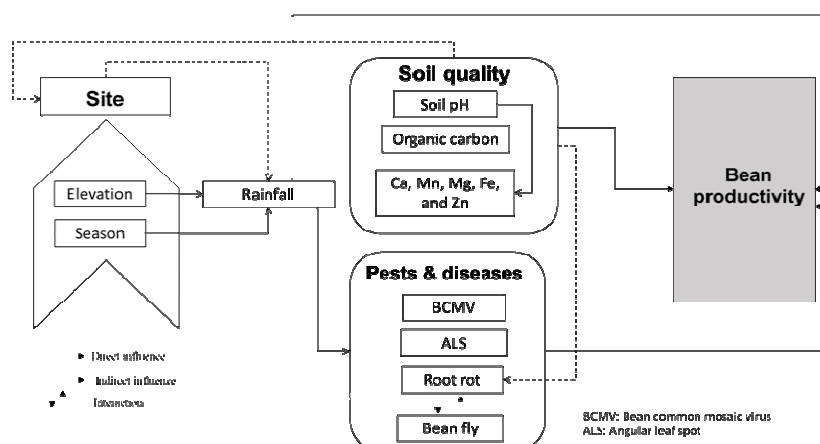 Site
Elevation
Season
Rainfall
Soil quality
Soil pH
Organic carbon
Ca, Mn, Mg, Fe,
and Zn
Pests & diseases
BCMV
ALS
Root rot
Bean fly
Bean
productivity
Direct influence
Indirect influence
Interaction
BCMV: Bean common mosaic virus
ALS: Angular leaf spot